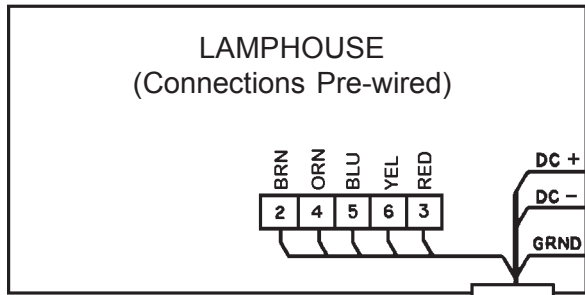 LAMPHOUSE
(Connections Pre-wired)
BRN ORN BLU YEL RED
2 4 5 6 3
DC +
DC -
GRND